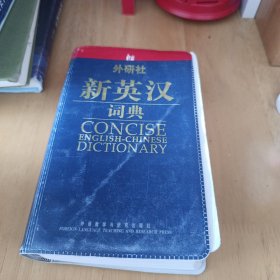 外研社
新英汉
词典
CONCISE
ENGLISH-CHINESE
DICTIONARY
外语教学与研究出版社
FOREIGN LANGUAGE TEACHING AND RESEARCH PRESS